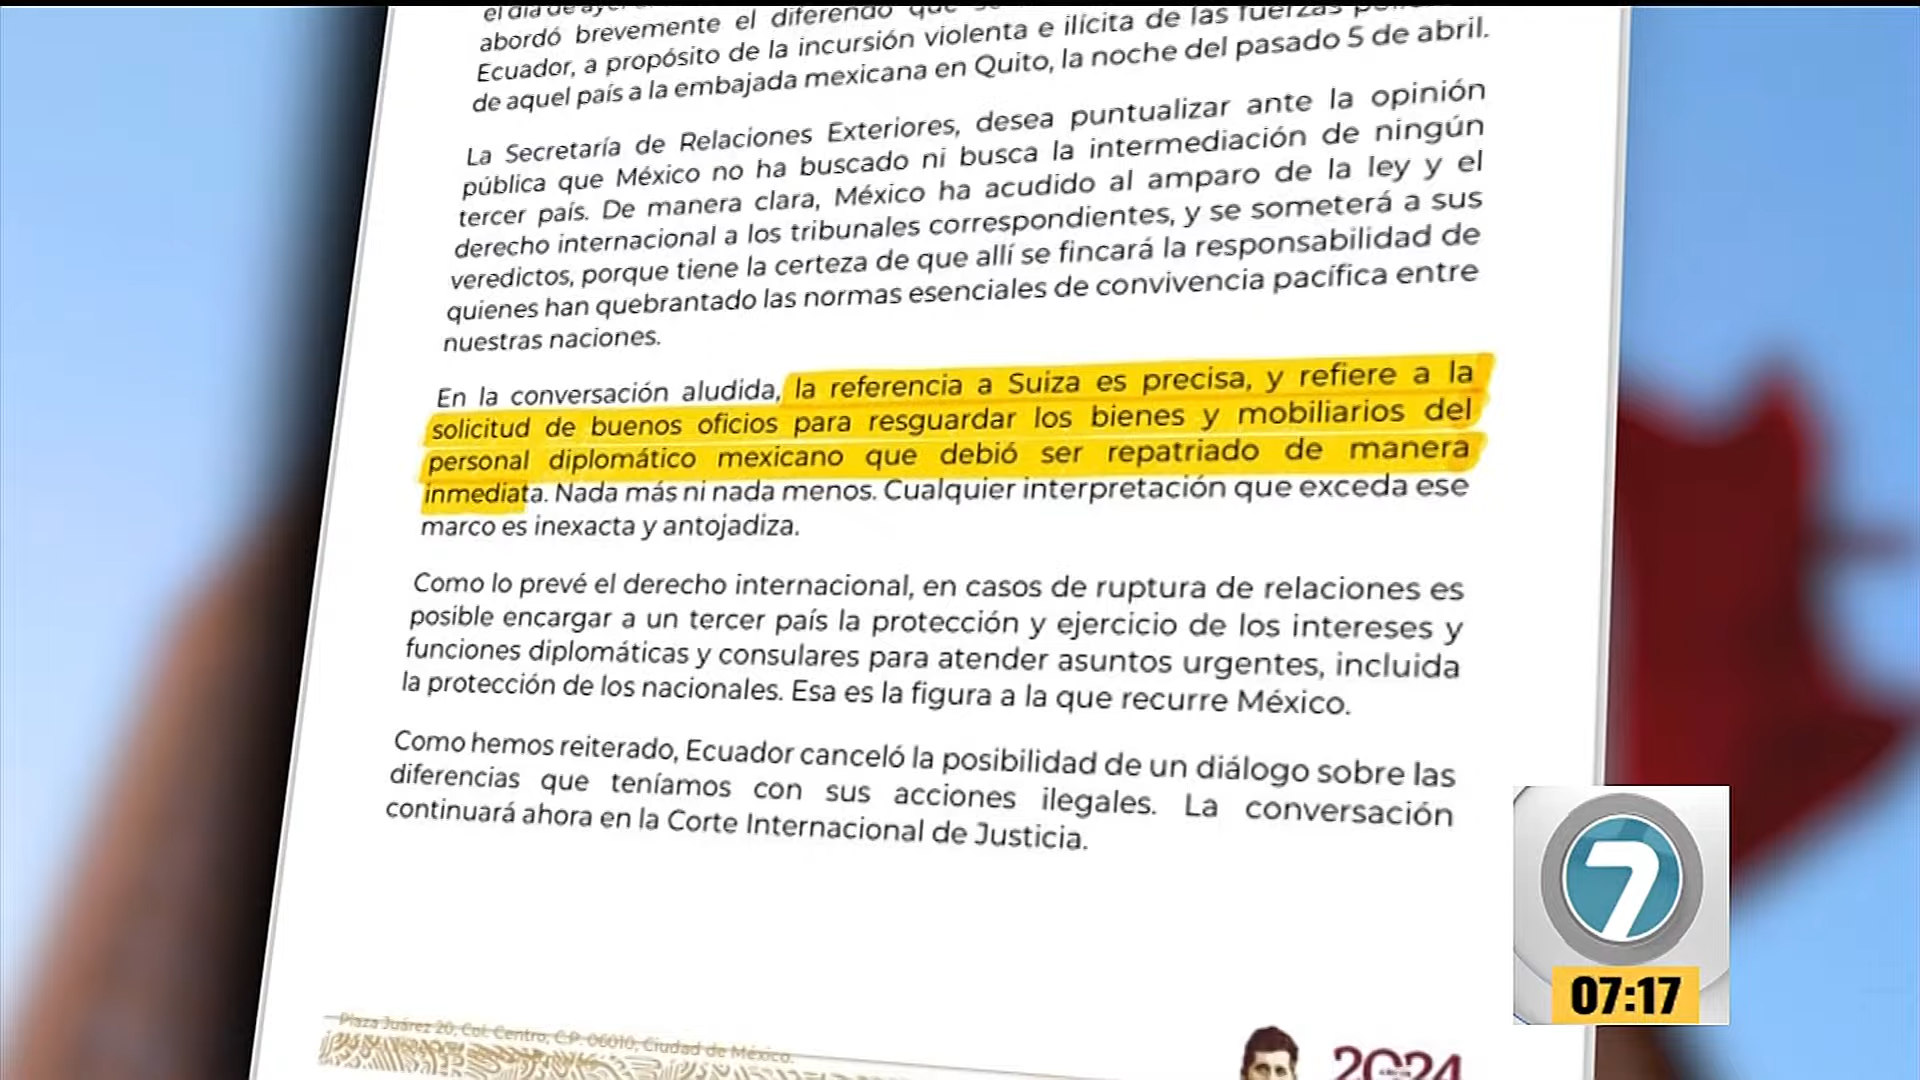 el día de
abordó brevemente el diferendo que
Ecuador, a propósito de la incursión violenta e ilícita de las fuerzas
de aquel país a la embajada mexicana en Quito, la noche del pasado 5 de abril.
La Secretaría de Relaciones Exteriores, desea puntualizar ante la opinión
pública que México no ha buscado ni busca la intermediación de ningún
tercer país. De manera clara, México ha acudido al amparo de la ley y el
derecho internacional a los tribunales correspondientes, y se someterá a sus
veredictos, porque tiene la certeza de que allí se fincará la responsabilidad de
quienes han quebrantado las normas esenciales de convivencia pacífica entre
nuestras naciones.
En la conversación aludida, la referencia a Suiza es precisa, y refiere a la
solicitud de buenos oficios para resguardar los bienes y mobiliarios del
personal diplomático mexicano que debió ser repatriado de manera
inmediata. Nada más ni nada menos. Cualquier interpretación que exceda ese
marco es inexacta y antojadiza.
Como lo prevé el derecho internacional, en casos de ruptura de relaciones es
posible encargar a un tercer país la protección y ejercicio de los intereses y
funciones diplomáticas y consulares para atender asuntos urgentes, incluida
la protección de los nacionales. Esa es la figura a la que recurre México.
Como hemos reiterado, Ecuador canceló la posibilidad de un diálogo sobre las
diferencias que teníamos con sus acciones ilegales. La conversación
continuará ahora en la Corte Internacional de Justicia.
7
07:17
Plaza Juárez 20, Col. Centro, C.P. 06010, Ciudad de México.
2024